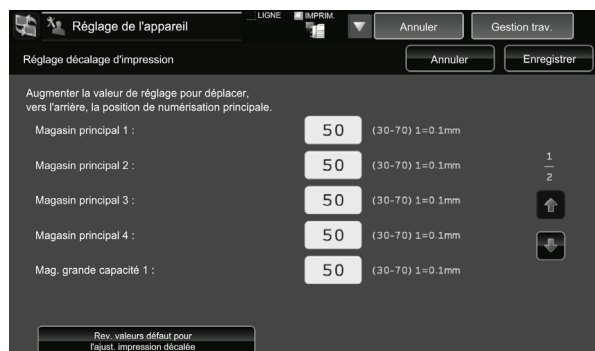 Réglage de l'appareil
LIGNE
IMPRIM.
Annuler
Gestion trav.
Réglage décalage d'impression
Annuler
Enregistrer
Augmenter la valeur de réglage pour déplacer,
vers l'arrière, la position de numérisation principale.
Magasin principal 1 : 50 (30-70) 1=0.1mm
Magasin principal 2 : 50 (30-70) 1=0.1mm
Magasin principal 3 : 50 (30-70) 1=0.1mm
Magasin principal 4 : 50 (30-70) 1=0.1mm
Mag. grande capacité 1 : 50 (30-70) 1=0.1mm
1
2
Rev. valeurs défaut pour
l'ajust. impression décalée